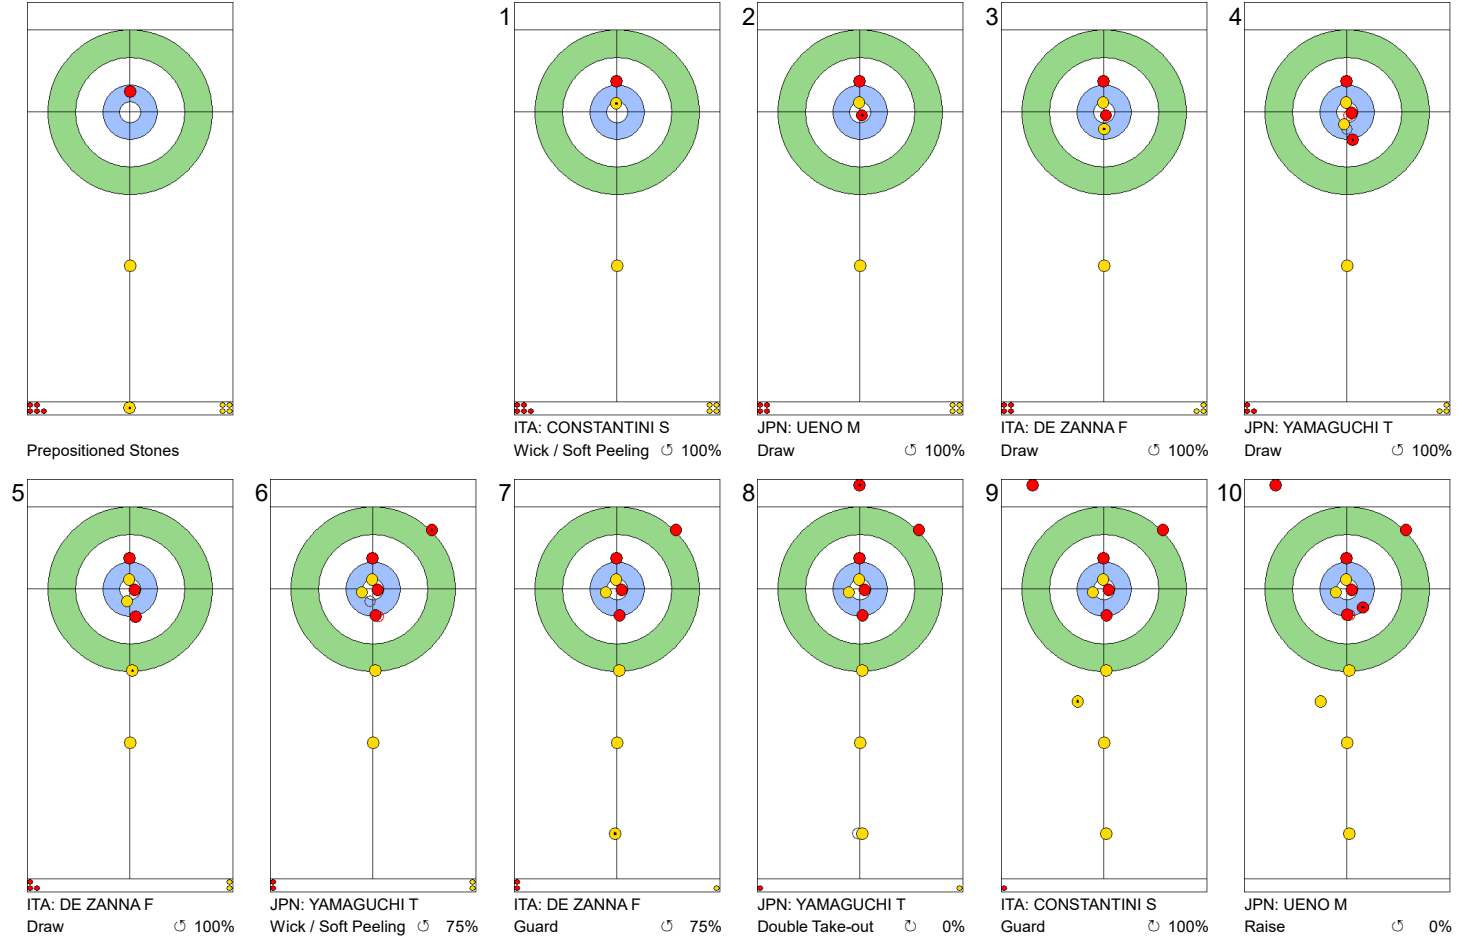 1 2 3 4
ITA: CONSTANTINI S JPN: UENO M ITA: DE ZANNA F JPN: YAMAGUCHI T
Prepositioned Stones Wick / Soft Peeling ↺ 100% Draw ↺ 100% Draw ↺ 100% Draw ↺ 100%
5 6 7 8 9 10
ITA: DE ZANNA F JPN: YAMAGUCHI T ITA: DE ZANNA F JPN: YAMAGUCHI T ITA: CONSTANTINI S JPN: UENO M
Draw ↺ 100% Wick / Soft Peeling ↺ 75% Guard ↺ 75% Double Take-out ↻ 0% Guard ↻ 100% Raise ↺ 0%